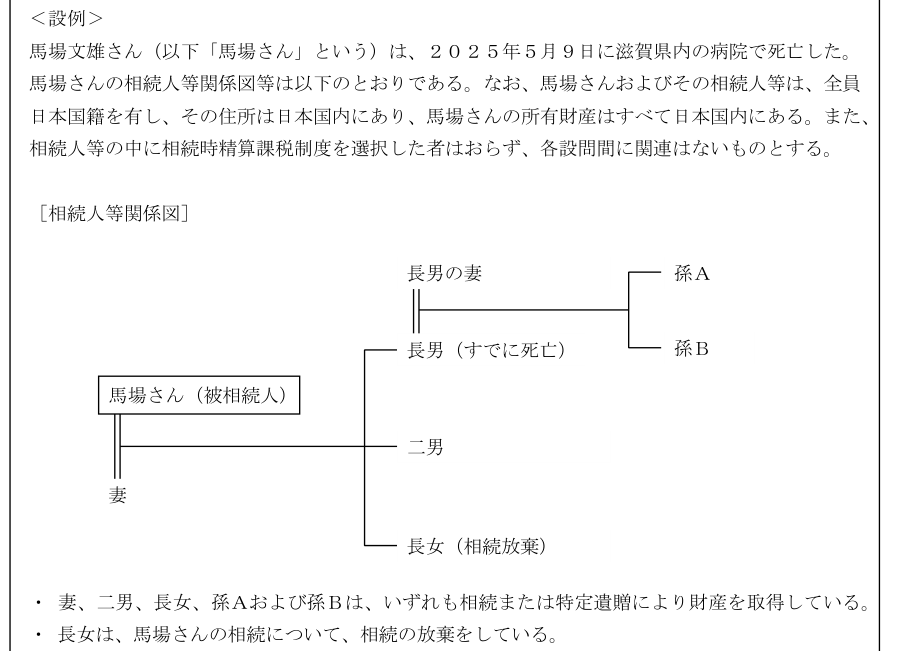 ＜設例＞
馬場文雄さん（以下「馬場さん」という）は、２０２５年５月９日に滋賀県内の病院で死亡した。
馬場さんの相続人等関係図等は以下のとおりである。なお、馬場さんおよびその相続人等は、全員
日本国籍を有し、その住所は日本国内にあり、馬場さんの所有財産はすべて日本国内にある。また、
相続人等の中に相続時精算課税制度を選択した者はおらず、各設問間に関連はないものとする。
［相続人等関係図］
長男の妻
孫Ａ
長男（すでに死亡）
孫Ｂ
馬場さん（被相続人）
二男
妻
長女（相続放棄）
・ 妻、二男、長女、孫Ａおよび孫Ｂは、いずれも相続または特定遺贈により財産を取得している。
・ 長女は、馬場さんの相続について、相続の放棄をしている。